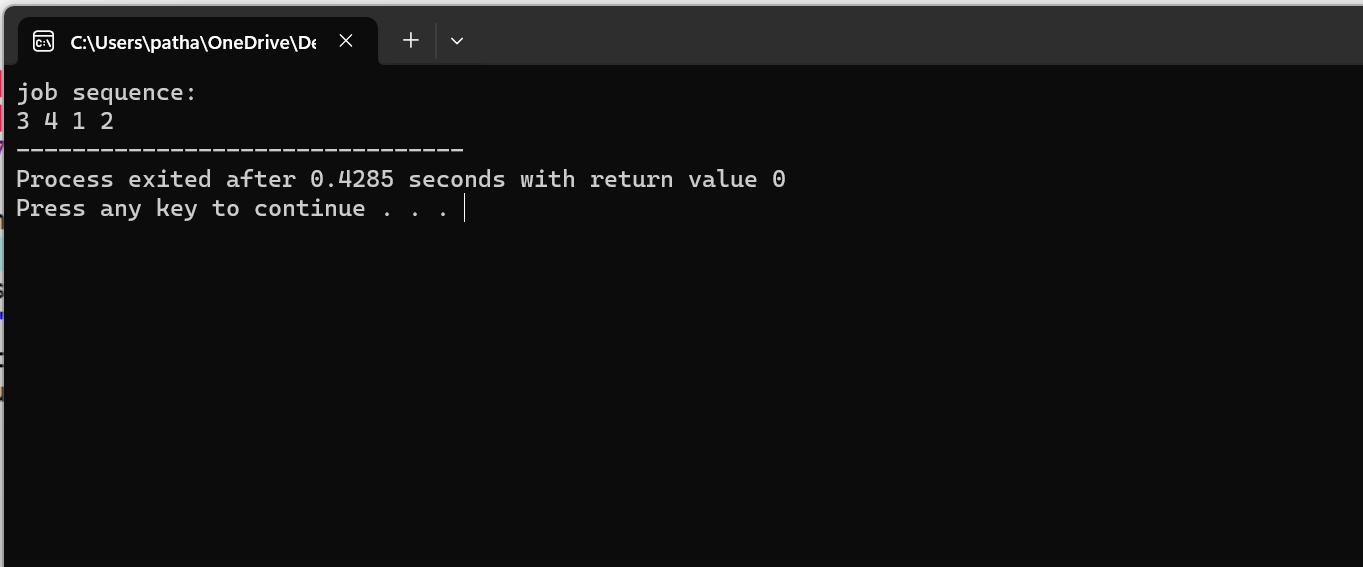 C:\Users\patha\OneDrive\De
job sequence:
3 4 1 2
--------------------------------
Process exited after 0.4285 seconds with return value 0
Press any key to continue . . .